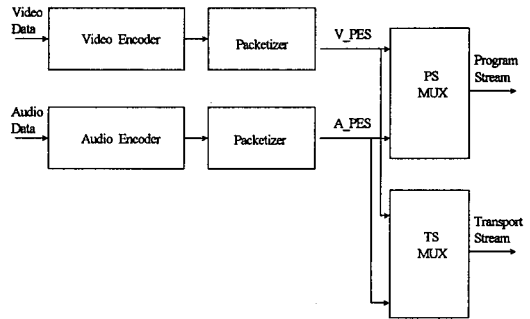 Video
Data
Video Encoder
Packetizer
V_PES
PS
MUX
Program
Stream
Audio
Data
Audio Encoder
Packetizer
A_PES
TS
MUX
Transport
Stream